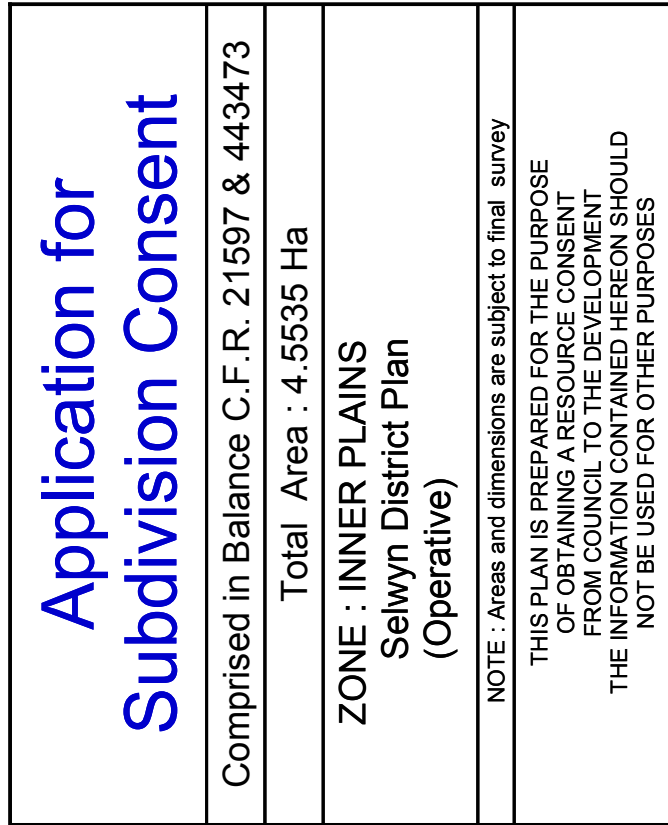 Application for
Subdivision Consent
Comprised in Balance C.F.R. 21597 & 443473
Total Area : 4.5535 Ha
ZONE : INNER PLAINS
Selwyn District Plan
(Operative)
NOTE : Areas and dimensions are subject to final survey
THIS PLAN IS PREPARED FOR THE PURPOSE
OF OBTAINING A RESOURCE CONSENT
FROM COUNCIL TO THE DEVELOPMENT
THE INFORMATION CONTAINED HEREON SHOULD
NOT BE USED FOR OTHER PURPOSES